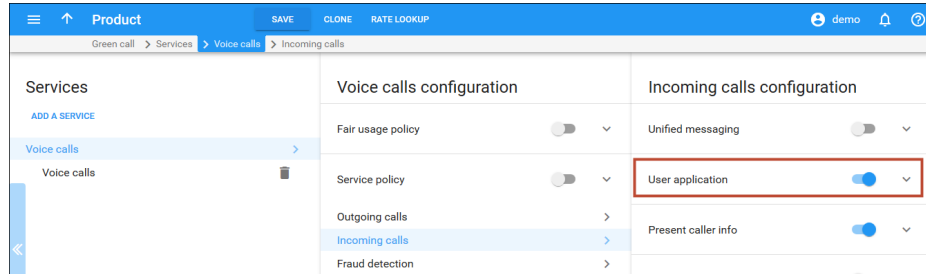 Product SAVE CLONE RATE LOOKUP demo
Green call > Services > Voice calls > Incoming calls
Services
ADD A SERVICE
Voice calls
Voice calls
Voice calls configuration
Fair usage policy
Service policy
Outgoing calls
Incoming calls
Fraud detection
Incoming calls configuration
Unified messaging
User application
Present caller info